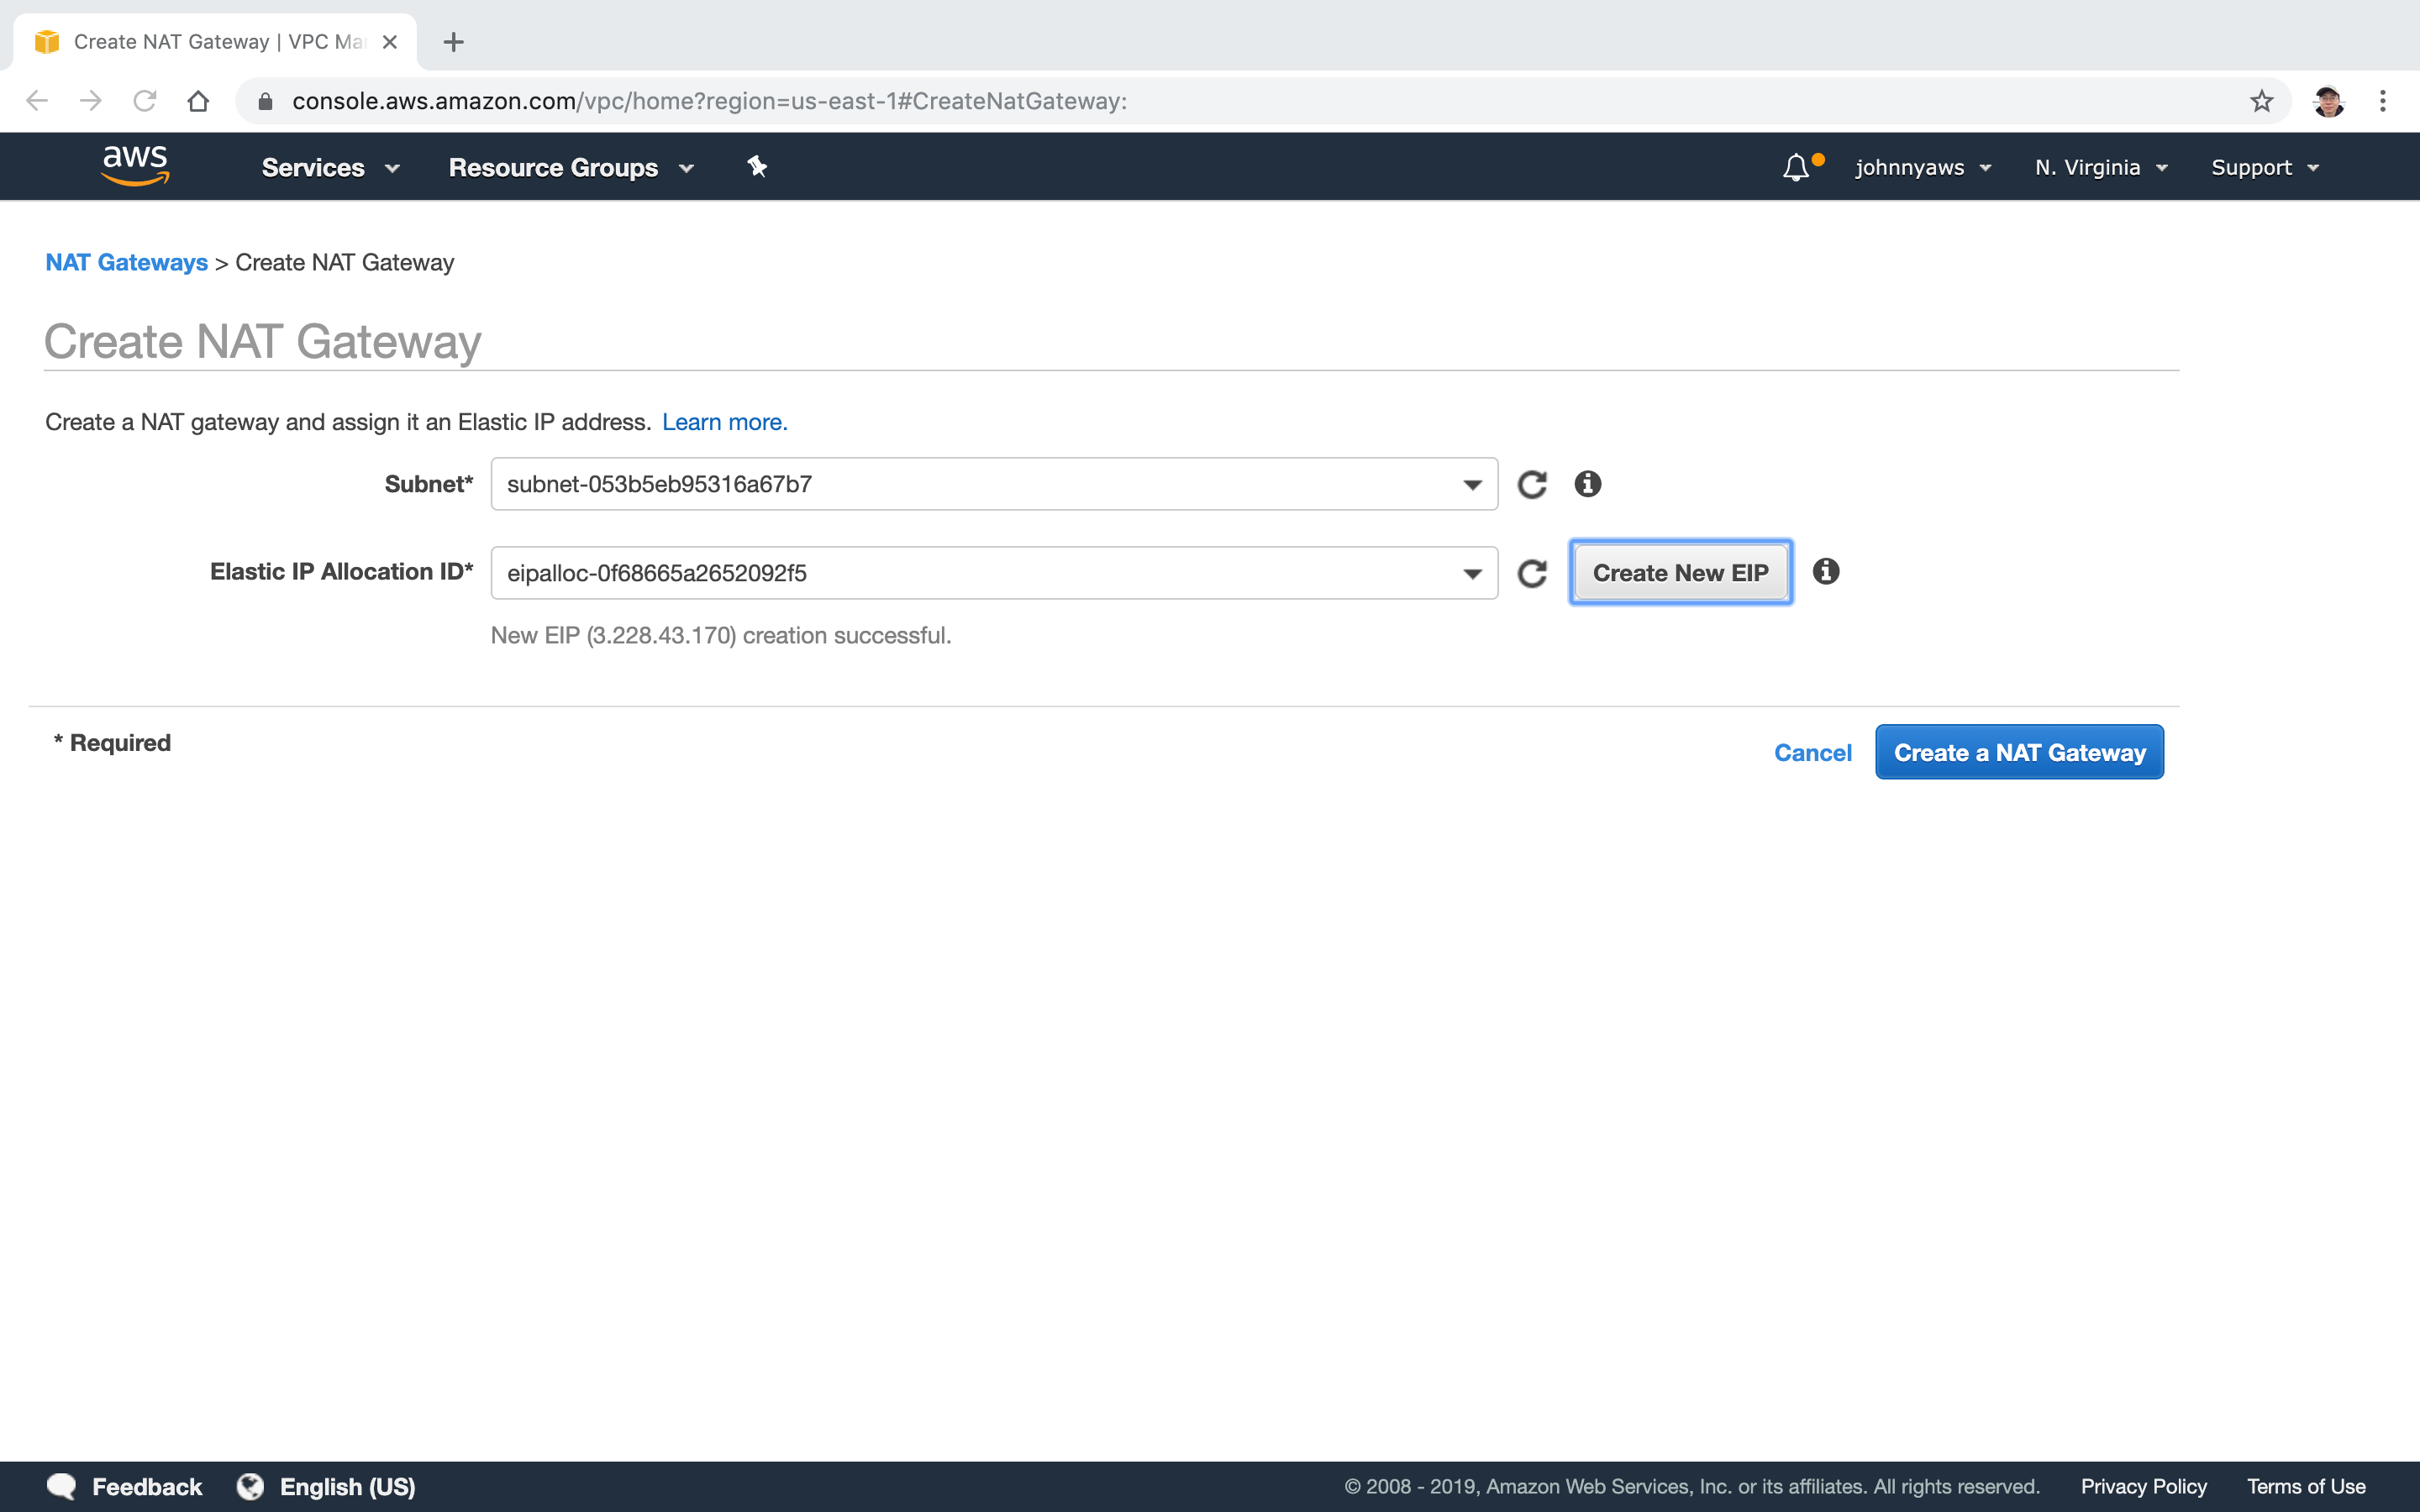 Create NAT Gateway | VPC Ma
console.aws.amazon.com/vpc/home?region=us-east-1#CreateNatGateway:
aws Services Resource Groups johnnyaws N. Virginia Support
NAT Gateways > Create NAT Gateway
Create NAT Gateway
Create a NAT gateway and assign it an Elastic IP address. Learn more.
Subnet* subnet-053b5eb95316a67b7
Elastic IP Allocation ID* eipalloc-0f68665a2652092f5 Create New EIP
New EIP (3.228.43.170) creation successful.
* Required Cancel Create a NAT Gateway
Feedback English (US) © 2008 - 2019, Amazon Web Services, Inc. or its affiliates. All rights reserved. Privacy Policy Terms of Use